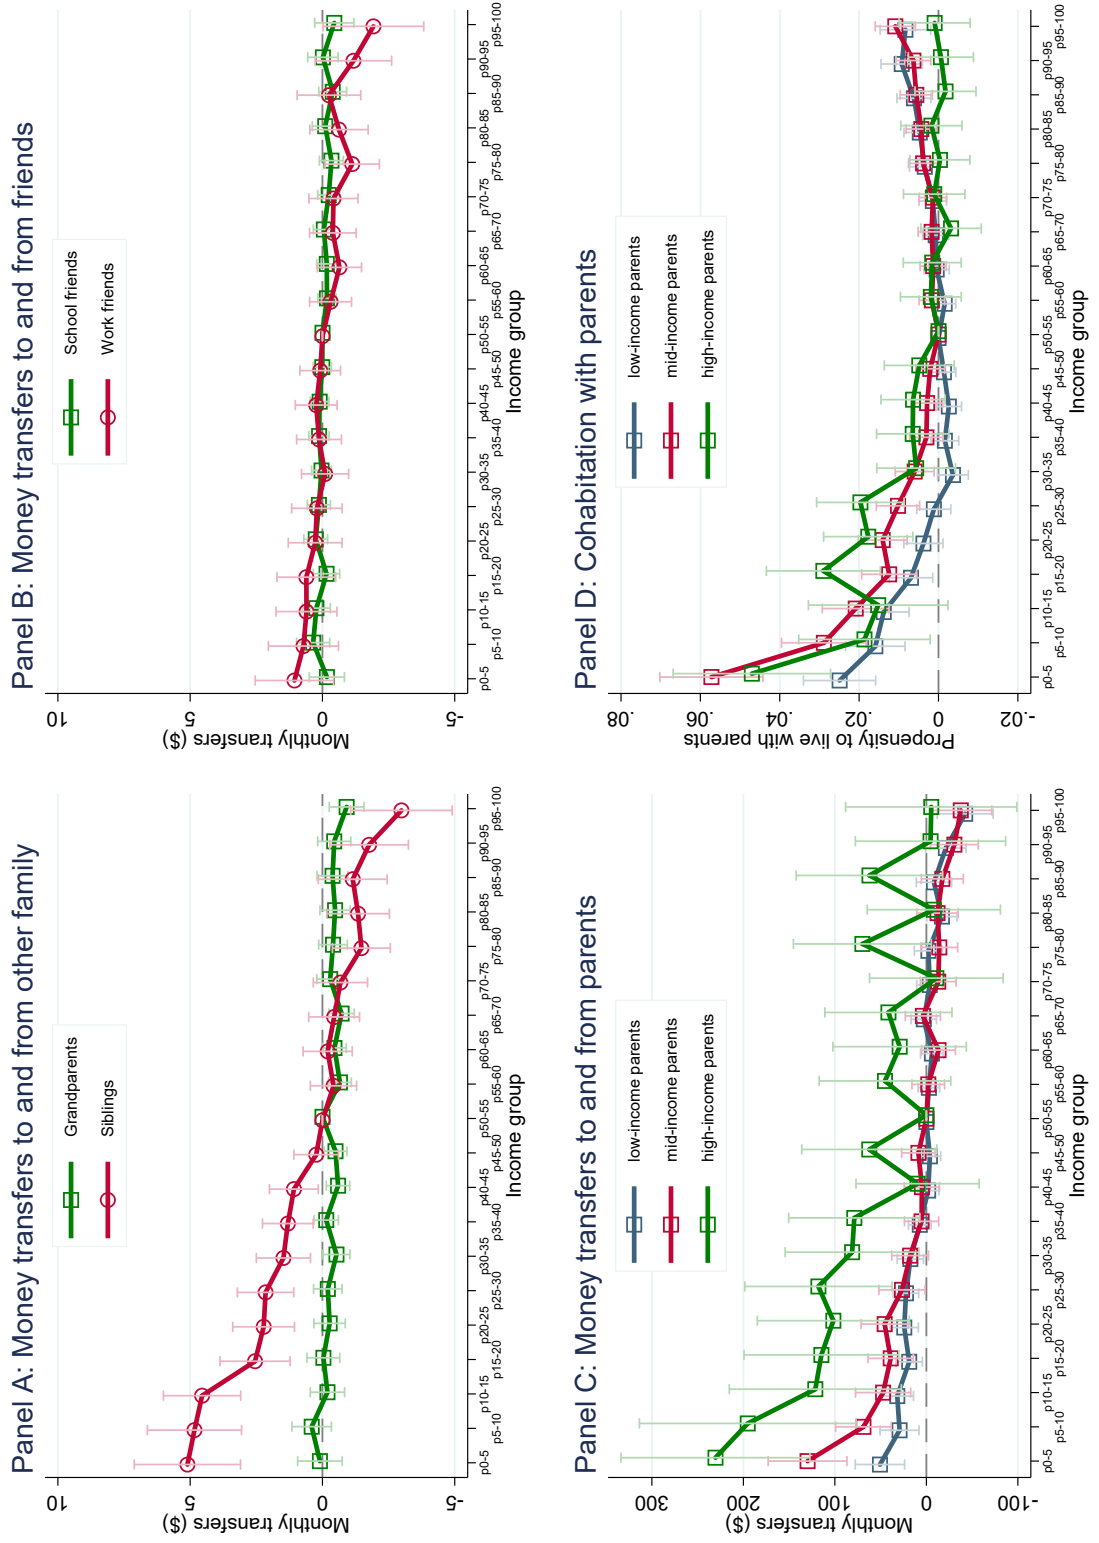 Panel A: Money transfers to and from other family
Grandparents
Siblings
Monthly transfers ($)
10
5
0
-5
p0-5
p5-10
p10-15
p15-20
p20-25
p25-30
p30-35
p35-40
p40-45
p45-50
p50-55
p55-60
p60-65
p65-70
p70-75
p75-80
p80-85
p85-90
p90-95
p95-100
Income group
Panel B: Money transfers to and from friends
School friends
Work friends
Monthly transfers ($)
10
5
0
-5
p0-5
p5-10
p10-15
p15-20
p20-25
p25-30
p30-35
p35-40
p40-45
p45-50
p50-55
p55-60
p60-65
p65-70
p70-75
p75-80
p80-85
p85-90
p90-95
p95-100
Income group
Panel C: Money transfers to and from parents
low-income parents
mid-income parents
high-income parents
Monthly transfers ($)
300
200
100
0
-100
p0-5
p5-10
p10-15
p15-20
p20-25
p25-30
p30-35
p35-40
p40-45
p45-50
p50-55
p55-60
p60-65
p65-70
p70-75
p75-80
p80-85
p85-90
p90-95
p95-100
Income group
Panel D: Cohabitation with parents
low-income parents
mid-income parents
high-income parents
Propensity to live with parents
.08
.06
.04
.02
0
-.02
p0-5
p5-10
p10-15
p15-20
p20-25
p25-30
p30-35
p35-40
p40-45
p45-50
p50-55
p55-60
p60-65
p65-70
p70-75
p75-80
p80-85
p85-90
p90-95
p95-100
Income group